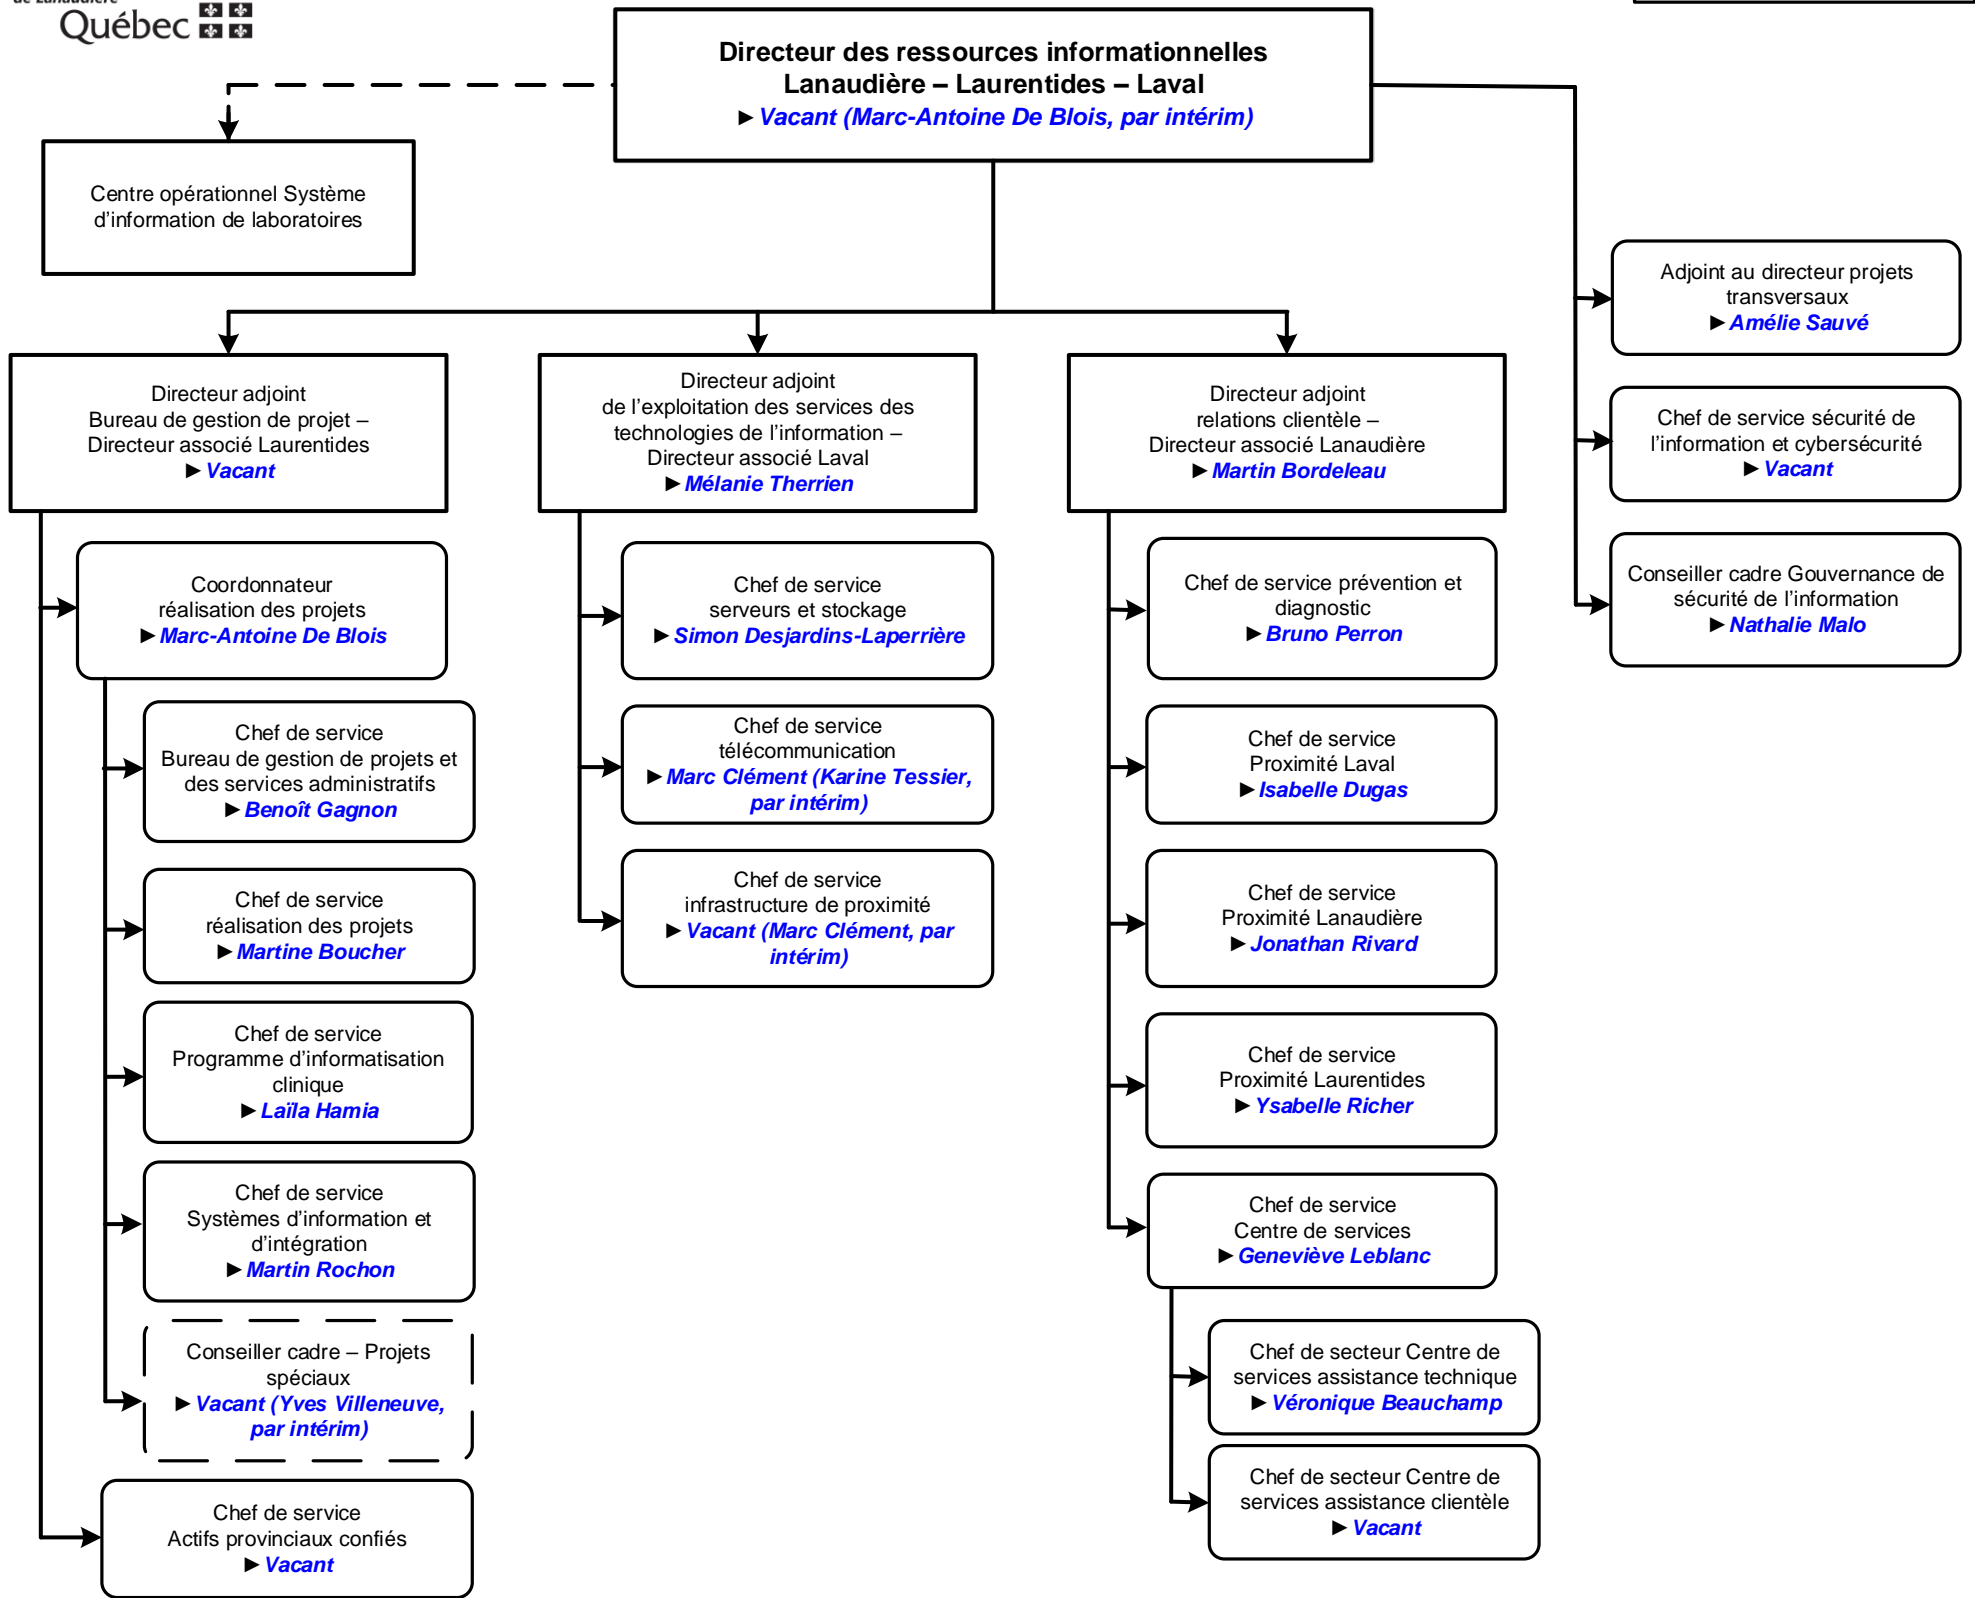 de Lanaudière
Québec
Directeur des ressources informationnelles
Lanaudière – Laurentides – Laval
►Vacant (Marc-Antoine De Blois, par intérim)
Centre opérationnel Système
d’information de laboratoires
Adjoint au directeur projets
transversaux
►Amélie Sauvé
Chef de service sécurité de
l’information et cybersécurité
►Vacant
Conseiller cadre Gouvernance de
sécurité de l’information
►Nathalie Malo
Directeur adjoint
Bureau de gestion de projet –
Directeur associé Laurentides
►Vacant
Coordonnateur
réalisation des projets
►Marc-Antoine De Blois
Chef de service
Bureau de gestion de projets et
des services administratifs
►Benoît Gagnon
Chef de service
réalisation des projets
►Martine Boucher
Chef de service
Programme d’informatisation
clinique
►Laïla Hamia
Chef de service
Systèmes d’information et
d’intégration
►Martin Rochon
Conseiller cadre – Projets
spéciaux
►Vacant (Yves Villeneuve,
par intérim)
Chef de service
Actifs provinciaux confiés
►Vacant
Directeur adjoint
de l’exploitation des services des
technologies de l’information –
Directeur associé Laval
►Mélanie Therrien
Chef de service
serveurs et stockage
►Simon Desjardins-Laperrière
Chef de service
télécommunication
►Marc Clément (Karine Tessier,
par intérim)
Chef de service
infrastructure de proximité
►Vacant (Marc Clément, par
intérim)
Directeur adjoint
relations clientèle –
Directeur associé Lanaudière
►Martin Bordeleau
Chef de service prévention et
diagnostic
►Bruno Perron
Chef de service
Proximité Laval
►Isabelle Dugas
Chef de service
Proximité Lanaudière
►Jonathan Rivard
Chef de service
Proximité Laurentides
►Ysabelle Richer
Chef de service
Centre de services
►Geneviève Leblanc
Chef de secteur Centre de
services assistance technique
►Véronique Beauchamp
Chef de secteur Centre de
services assistance clientèle
►Vacant